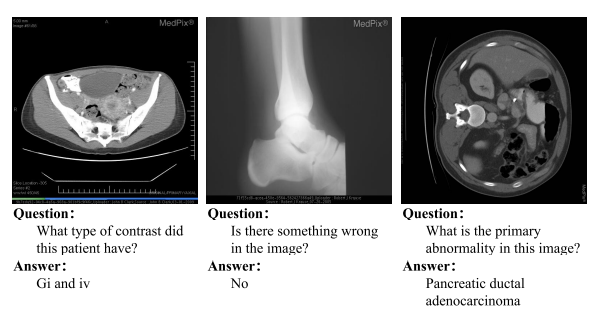 MedPix®
MedPix®
Question:
What type of contrast did
this patient have?
Answer:
Gi and iv
Question:
Is there something wrong
in the image?
Answer:
No
Question:
What is the primary
abnormality in this image?
Answer:
Pancreatic ductal
adenocarcinoma